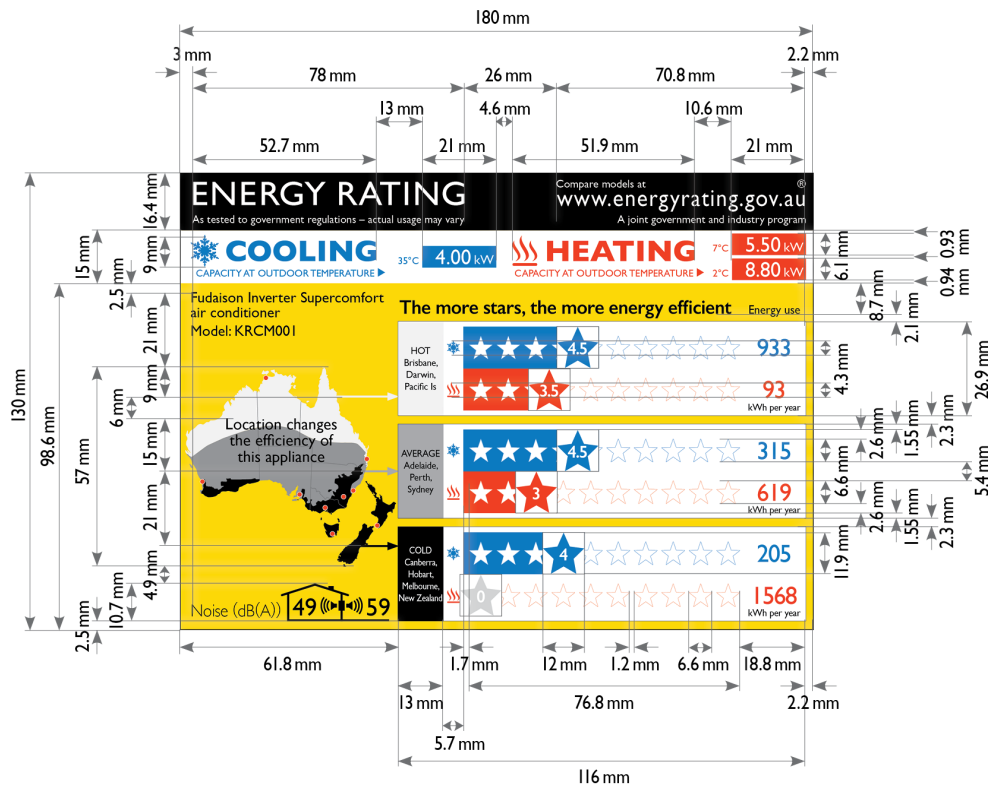 180 mm
3 mm
2.2 mm
78 mm
26 mm
70.8 mm
13 mm
4.6 mm
10.6 mm
52.7 mm
21 mm
51.9 mm
21 mm
130 mm
16.4 mm
ENERGY RATING
As tested to government regulations – actual usage may vary
Compare models at
®
www.energyrating.gov.au
A joint government and industry program
15 mm
9 mm
COOLING
CAPACITY AT OUTDOOR TEMPERATURE
35°C
4.00 kW
HEATING
CAPACITY AT OUTDOOR TEMPERATURE
7°C
5.50 kW
2°C
8.80 kW
6.1 mm
0.93 mm
0.94 mm
98.6 mm
2.5 mm
21 mm
Fudaison Inverter Supercomfort
air conditioner
Model: KRCM001
The more stars, the more energy efficient
Energy use
8.7 mm
2.1 mm
HOT
Brisbane,
Darwin,
Pacific Is
4.5
933
3.5
93
kWh per year
4.3 mm
26.9 mm
9 mm
6 mm
57 mm
15 mm
Location changes
the efficiency of
this appliance
AVERAGE
Adelaide,
Perth,
Sydney
4.5
315
3
619
kWh per year
2.6 mm
1.55 mm
2.3 mm
6.6 mm
5.4 mm
2.6 mm
1.55 mm
2.3 mm
21 mm
COLD
Canberra,
Hobart,
Melbourne,
New Zealand
4
205
0
1568
kWh per year
11.9 mm
4.9 mm
10.7 mm
2.5 mm
Noise (dB(A))
49
59
61.8 mm
1.7 mm
12 mm
1.2 mm
6.6 mm
18.8 mm
13 mm
76.8 mm
2.2 mm
5.7 mm
116 mm